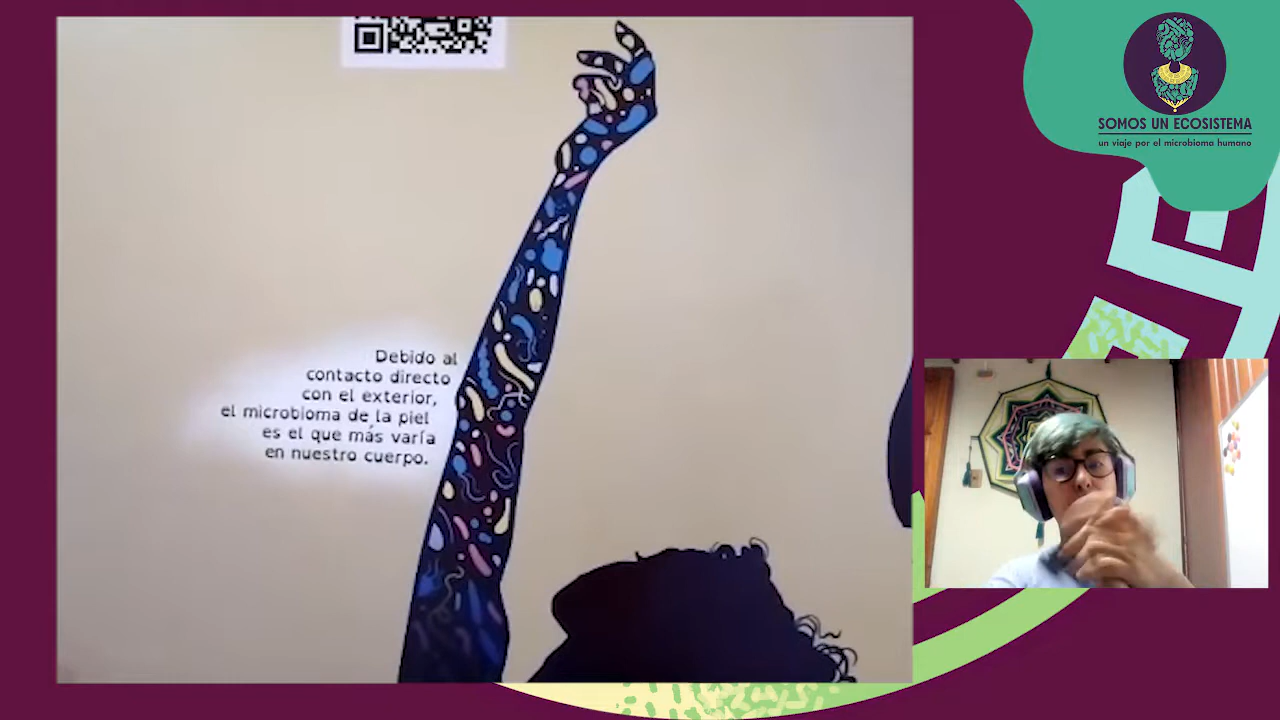 SOMOS UN ECOSISTEMA
un viaje por el microbioma humano
Debido al
contacto directo
con el exterior,
el microbioma de la piel
es el que más varía
en nuestro cuerpo.